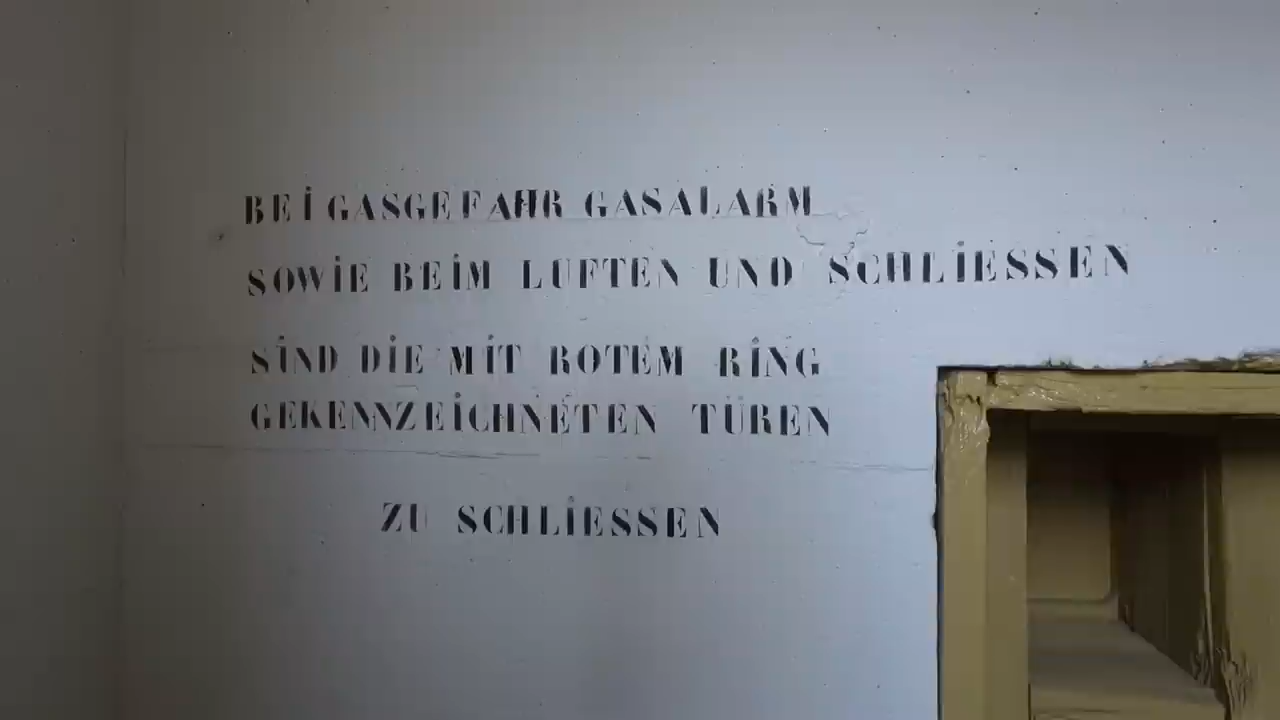 BEI GASGEFAHR GASALARM
SOWIE BEIM LUFTEN UND SCHLIESSEN
SIND DIE MIT ROTEM RING
GEKENNZEICHNETEN TÜREN
ZU SCHLIESSEN